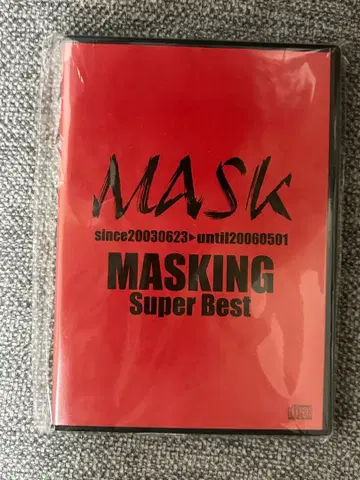 MASK
since20030623▶until20060501
MASKING
Super Best